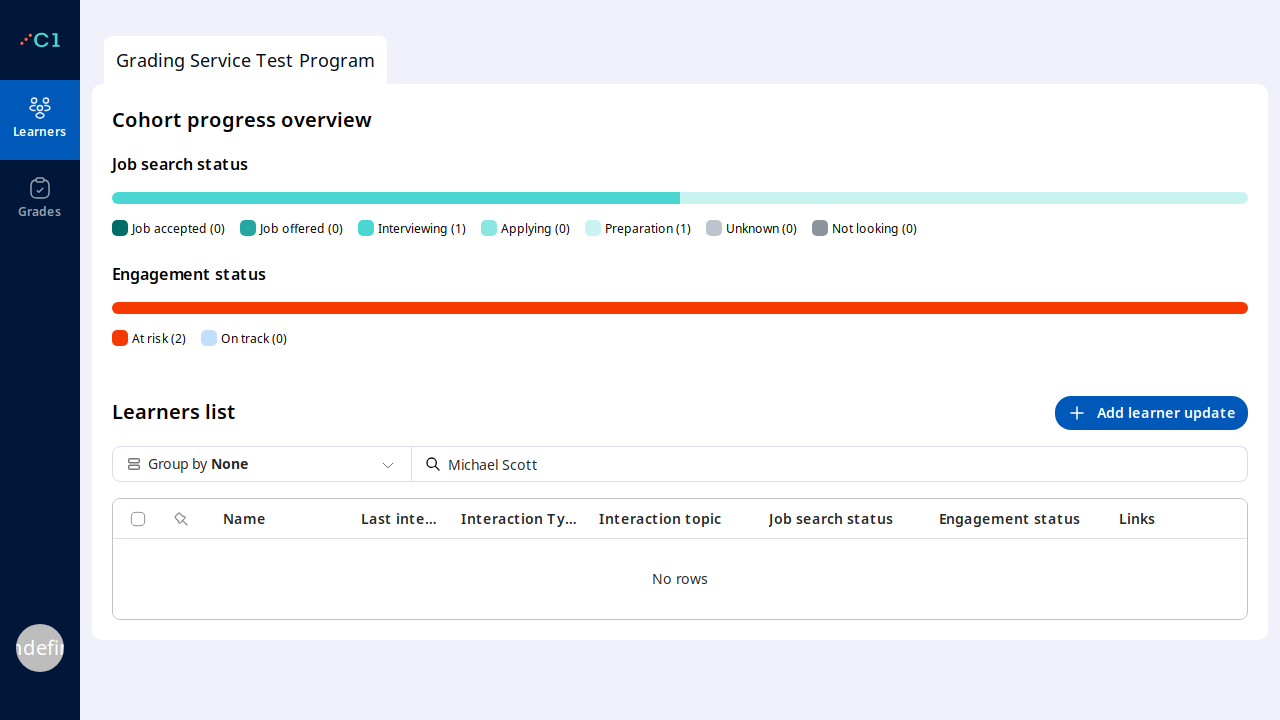 C1
Learners
Grades
ndefin
Grading Service Test Program
Cohort progress overview
Job search status
Job accepted (0) Job offered (0) Interviewing (1) Applying (0) Preparation (1) Unknown (0) Not looking (0)
Engagement status
At risk (2) On track (0)
Learners list
Add learner update
Group by None
Michael Scott
Name Last inte... Interaction Ty... Interaction topic Job search status Engagement status Links
No rows